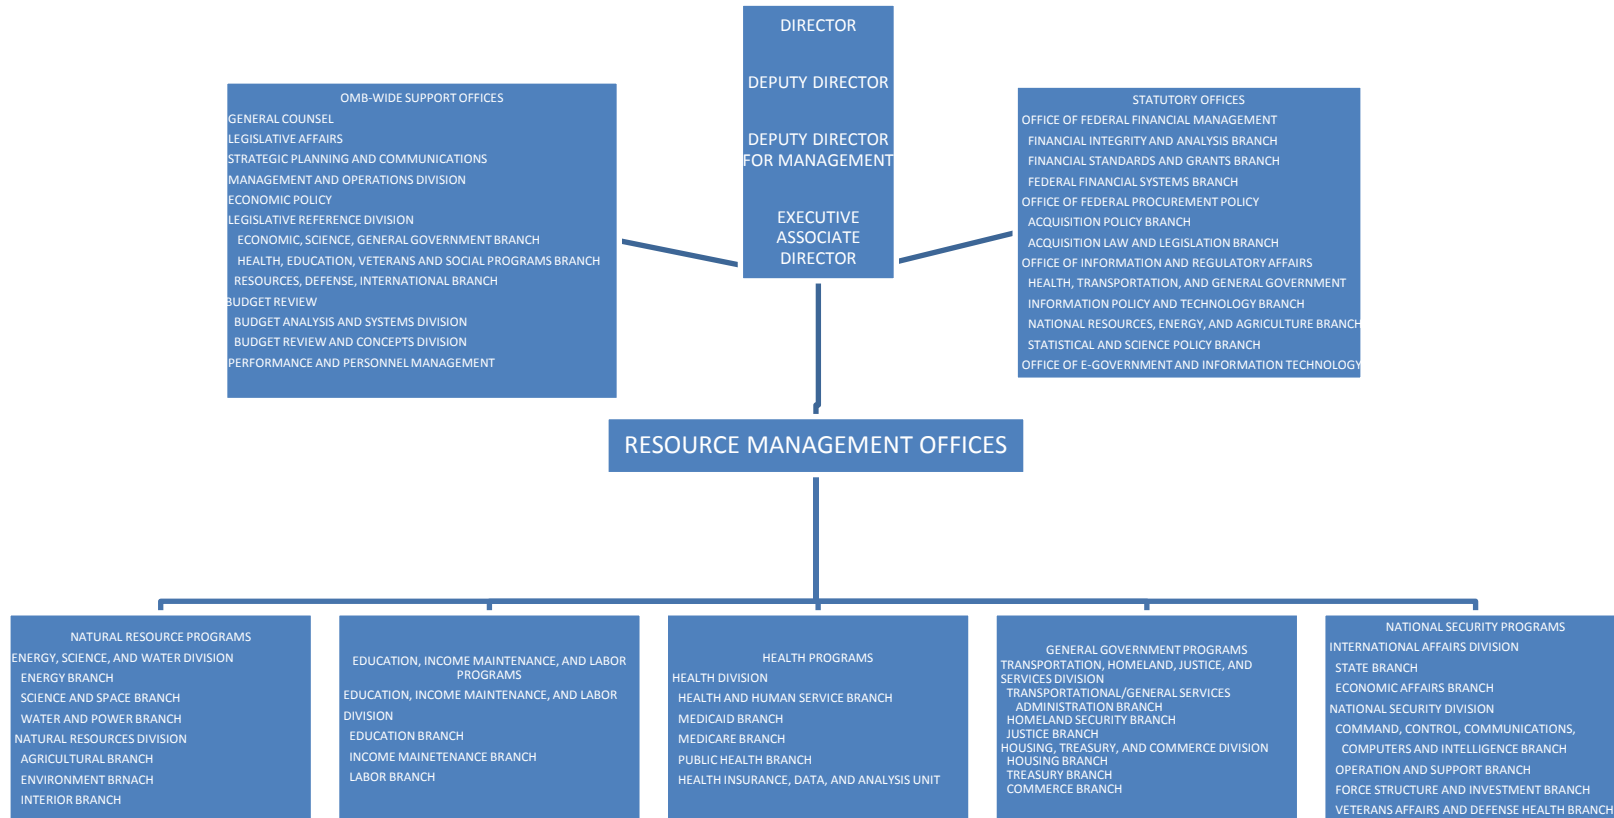 DIRECTOR
DEPUTY DIRECTOR
DEPUTY DIRECTOR
FOR MANAGEMENT
EXECUTIVE
ASSOCIATE
DIRECTOR
OMB-WIDE SUPPORT OFFICES
GENERAL COUNSEL
LEGISLATIVE AFFAIRS
STRATEGIC PLANNING AND COMMUNICATIONS
MANAGEMENT AND OPERATIONS DIVISION
ECONOMIC POLICY
LEGISLATIVE REFERENCE DIVISION
ECONOMIC, SCIENCE, GENERAL GOVERNMENT BRANCH
HEALTH, EDUCATION, VETERANS AND SOCIAL PROGRAMS BRANCH
RESOURCES, DEFENSE, INTERNATIONAL BRANCH
BUDGET REVIEW
BUDGET ANALYSIS AND SYSTEMS DIVISION
BUDGET REVIEW AND CONCEPTS DIVISION
PERFORMANCE AND PERSONNEL MANAGEMENT
STATUTORY OFFICES
OFFICE OF FEDERAL FINANCIAL MANAGEMENT
FINANCIAL INTEGRITY AND ANALYSIS BRANCH
FINANCIAL STANDARDS AND GRANTS BRANCH
FEDERAL FINANCIAL SYSTEMS BRANCH
OFFICE OF FEDERAL PROCUREMENT POLICY
ACQUISITION POLICY BRANCH
ACQUISITION LAW AND LEGISLATION BRANCH
OFFICE OF INFORMATION AND REGULATORY AFFAIRS
HEALTH, TRANSPORTATION, AND GENERAL GOVERNMENT
INFORMATION POLICY AND TECHNOLOGY BRANCH
NATIONAL RESOURCES, ENERGY, AND AGRICULTURE BRANCH
STATISTICAL AND SCIENCE POLICY BRANCH
OFFICE OF E-GOVERNMENT AND INFORMATION TECHNOLOGY
RESOURCE MANAGEMENT OFFICES
NATURAL RESOURCE PROGRAMS
ENERGY, SCIENCE, AND WATER DIVISION
ENERGY BRANCH
SCIENCE AND SPACE BRANCH
WATER AND POWER BRANCH
NATURAL RESOURCES DIVISION
AGRICULTURAL BRANCH
ENVIRONMENT BRNACH
INTERIOR BRANCH
EDUCATION, INCOME MAINTENANCE, AND LABOR
PROGRAMS
EDUCATION, INCOME MAINTENANCE, AND LABOR
DIVISION
EDUCATION BRANCH
INCOME MAINETENANCE BRANCH
LABOR BRANCH
HEALTH PROGRAMS
HEALTH DIVISION
HEALTH AND HUMAN SERVICE BRANCH
MEDICAID BRANCH
MEDICARE BRANCH
PUBLIC HEALTH BRANCH
HEALTH INSURANCE, DATA, AND ANALYSIS UNIT
GENERAL GOVERNMENT PROGRAMS
TRANSPORTATION, HOMELAND, JUSTICE, AND
SERVICES DIVISION
TRANSPORTATIONAL/GENERAL SERVICES
ADMINISTRATION BRANCH
HOMELAND SECURITY BRANCH
JUSTICE BRANCH
HOUSING, TREASURY, AND COMMERCE DIVISION
HOUSING BRANCH
TREASURY BRANCH
COMMERCE BRANCH
NATIONAL SECURITY PROGRAMS
INTERNATIONAL AFFAIRS DIVISION
STATE BRANCH
ECONOMIC AFFAIRS BRANCH
NATIONAL SECURITY DIVISION
COMMAND, CONTROL, COMMUNICATIONS,
COMPUTERS AND INTELLIGENCE BRANCH
OPERATION AND SUPPORT BRANCH
FORCE STRUCTURE AND INVESTMENT BRANCH
VETERANS AFFAIRS AND DEFENSE HEALTH BRANCH